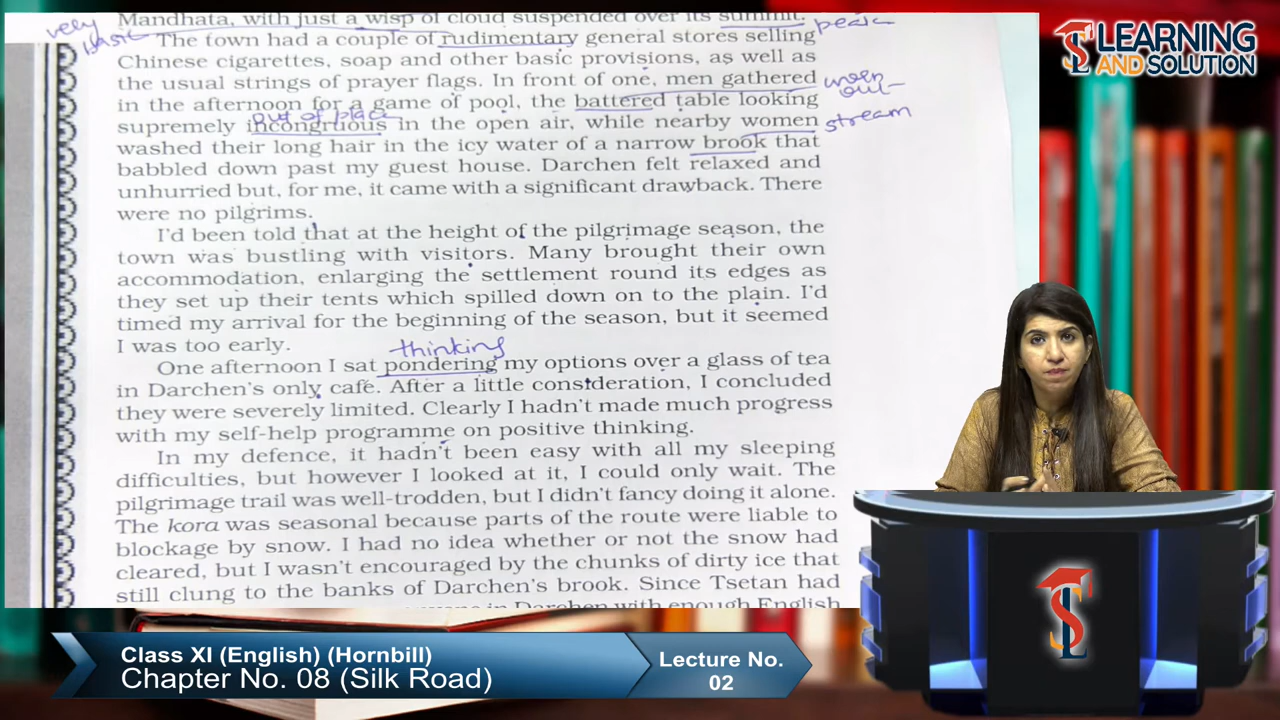 Mandhata, with just a wisp of cloud suspended over its summit.
very
basic
peak
The town had a couple of rudimentary general stores selling
Chinese cigarettes, soap and other basic provisions, as well as
the usual strings of prayer flags. In front of one, men gathered
worn
out
in the afternoon for a game of pool, the battered table looking
out of place
supremely incongruous in the open air, while nearby women
stream
washed their long hair in the icy water of a narrow brook that
babbled down past my guest house. Darchen felt relaxed and
unhurried but, for me, it came with a significant drawback. There
were no pilgrims.
I'd been told that at the height of the pilgrimage season, the
town was bustling with visitors. Many brought their own
accommodation, enlarging the settlement round its edges as
they set up their tents which spilled down on to the plain. I'd
timed my arrival for the beginning of the season, but it seemed
I was too early.
thinking
One afternoon I sat pondering my options over a glass of tea
in Darchen's only cafe. After a little consideration, I concluded
they were severely limited. Clearly I hadn't made much progress
with my self-help programme on positive thinking.
In my defence, it hadn't been easy with all my sleeping
difficulties, but however I looked at it, I could only wait. The
pilgrimage trail was well-trodden, but I didn't fancy doing it alone.
The kora was seasonal because parts of the route were liable to
blockage by snow. I had no idea whether or not the snow had
cleared, but I wasn't encouraged by the chunks of dirty ice that
still clung to the banks of Darchen's brook. Since Tsetan had
in Darchen with enough English
LEARNING
AND SOLUTION
Class XI (English) (Hornbill)
Chapter No. 08 (Silk Road)
Lecture No.
02